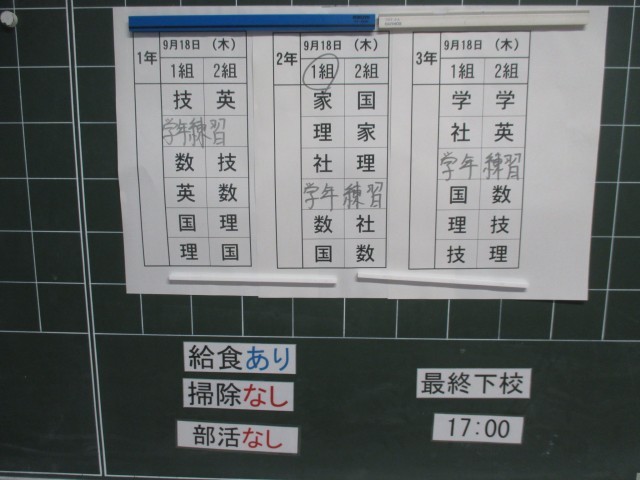 1年
9月18日 (木)
1組 2組
技 英
学年練習
数 技
英 数
国 理
理 国
2年
9月18日 (木)
1組 2組
家 国
理 家
社 理
学年練習
数 社
国 数
3年
9月18日 (木)
1組 2組
学 学
社 英
学年練習
国 数
理 技
技 理
給食あり
掃除なし
部活なし
最終下校
17:00